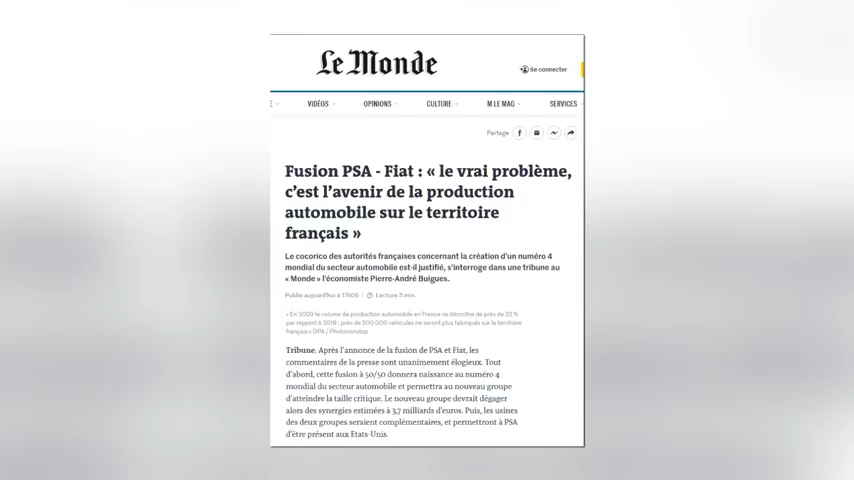 Le Monde
Se connecter
VIDÉOS
OPINIONS
CULTURE
M LE MAG
SERVICES
Partage
Fusion PSA - Fiat : « le vrai problème,
c'est l'avenir de la production
automobile sur le territoire
français »
Le cocorico des autorités françaises concernant la création d'un numéro 4
mondial du secteur automobile est-il justifié, s'interroge dans une tribune au
« Monde » l'économiste Pierre-André Buigues.
Publié aujourd'hui à 17h05 | Lecture 3 min.
« En 2020 le volume de production automobile en France va décroître de près de 22 %
par rapport à 2019 : près de 500 000 véhicules ne seront plus fabriqués sur le territoire
français » DPA / Photononstop
Tribune. Après l'annonce de la fusion de PSA et Fiat, les
commentaires de la presse sont unanimement élogieux. Tout
d'abord, cette fusion à 50/50 donnera naissance au numéro 4
mondial du secteur automobile et permettra au nouveau groupe
d'atteindre la taille critique. Le nouveau groupe devrait dégager
alors des synergies estimées à 3,7 milliards d'euros. Puis, les usines
des deux groupes seraient complémentaires, et permettront à PSA
d'être présent aux Etats-Unis.